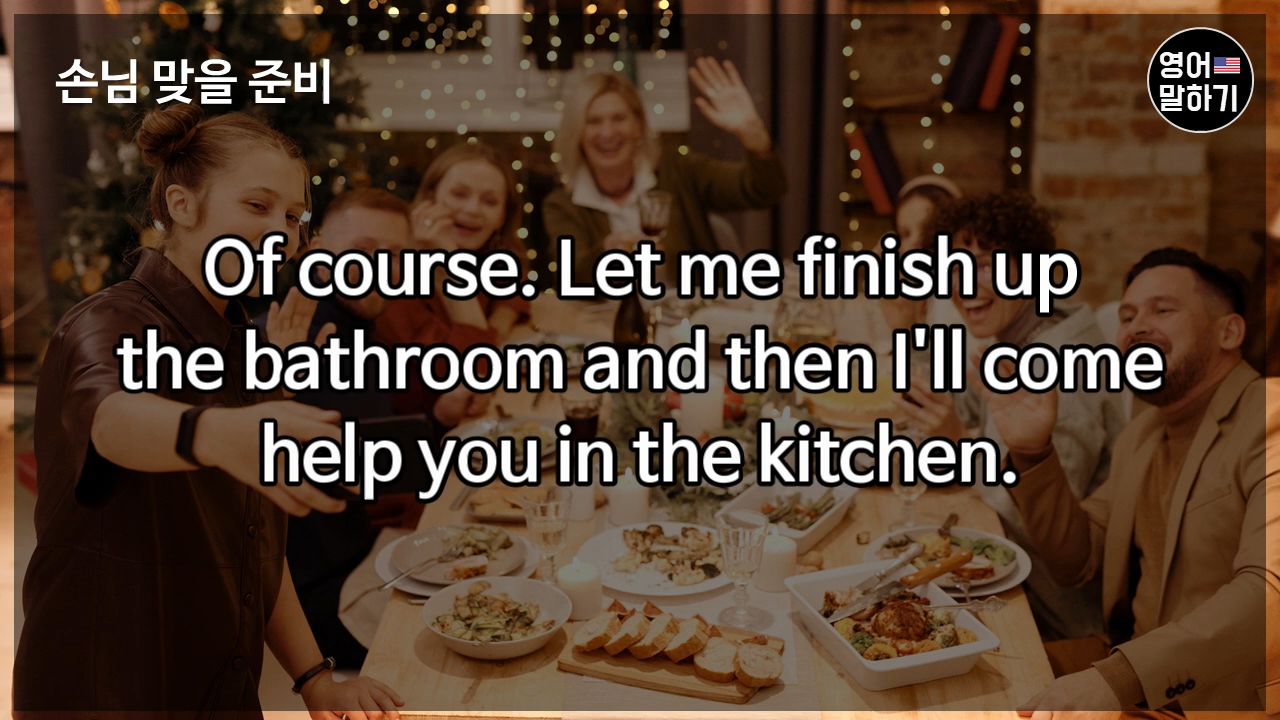 손님 맞을 준비
영어
말하기
Of course. Let me finish up
the bathroom and then I'll come
help you in the kitchen.